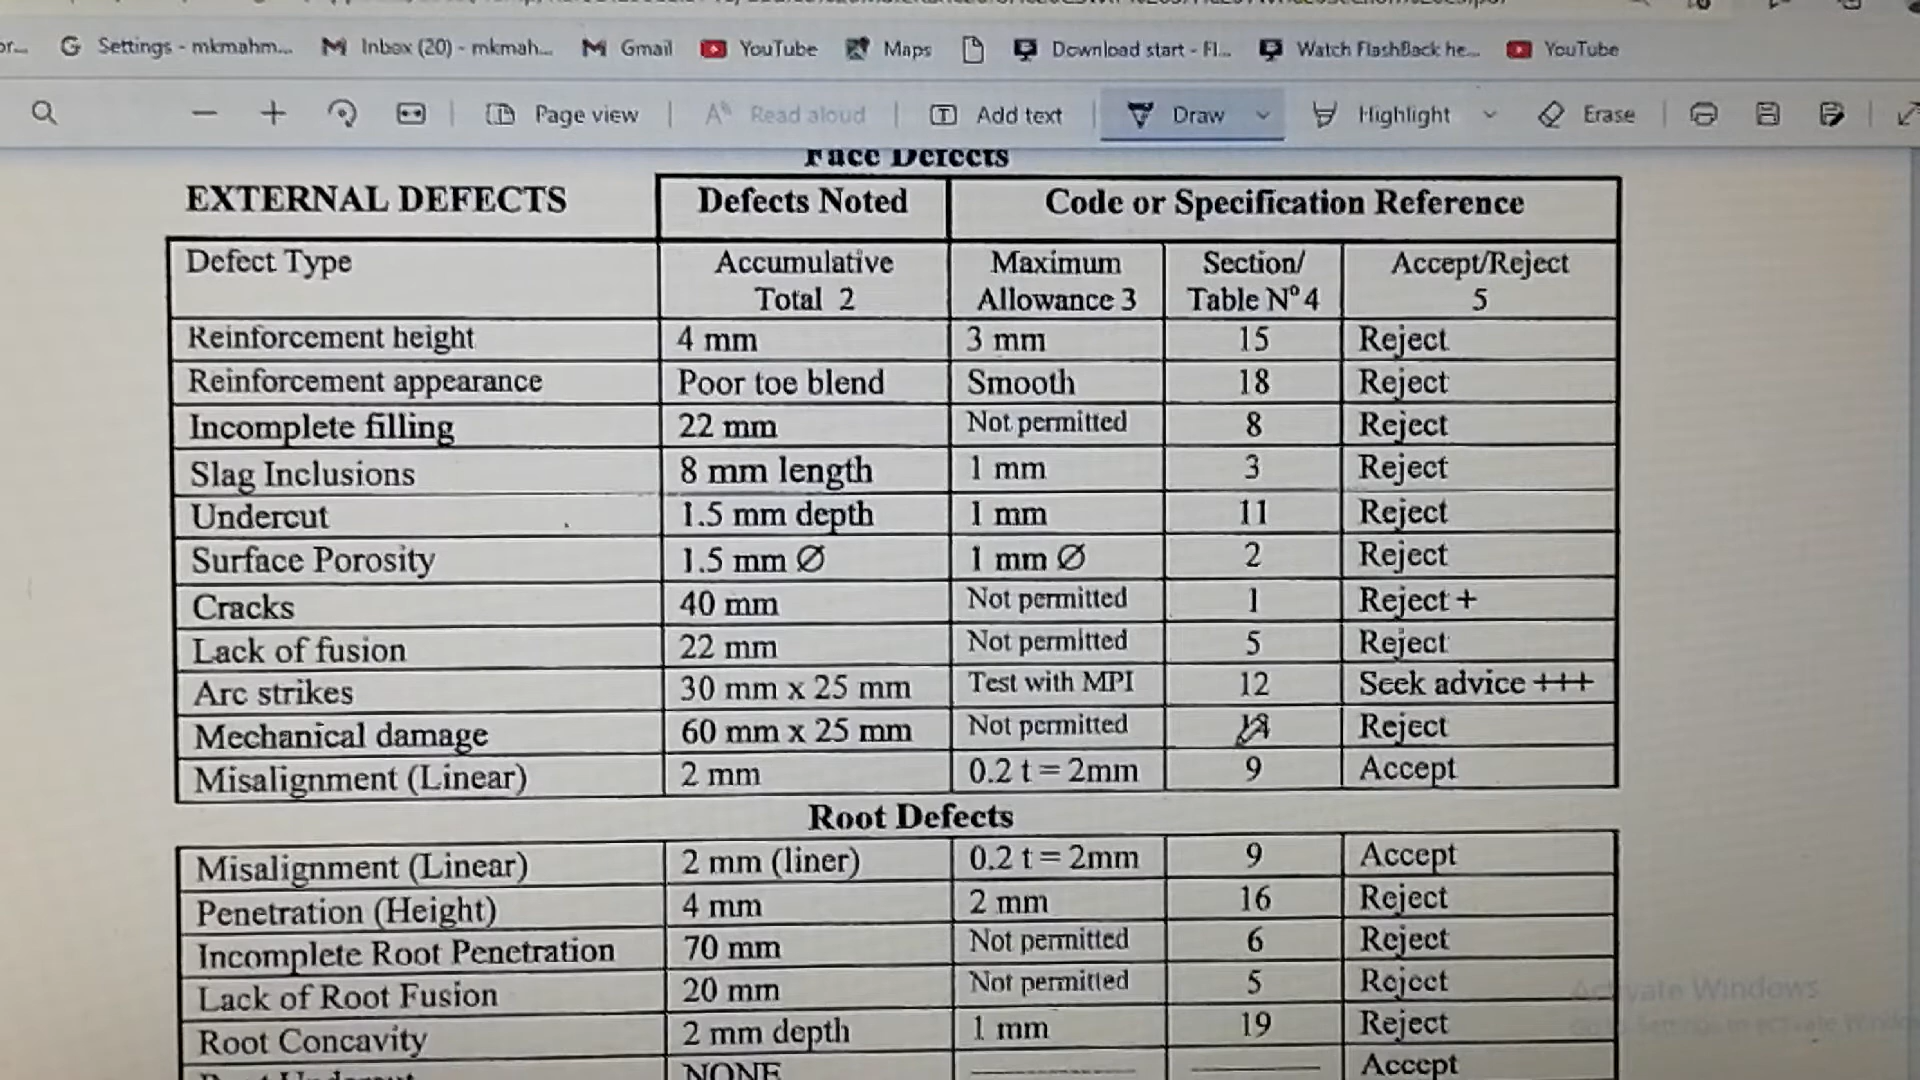 Settings - mkmahm... Inbox (20) - mkmah... Gmail YouTube Maps Download start - Fl... Watch FlashBack he... YouTube
Page view Read aloud Add text Draw Highlight Erase
Face Defects
EXTERNAL DEFECTS Defects Noted Code or Specification Reference
Defect Type Accumulative Total 2 Maximum Allowance 3 Section/ Table Nº 4 Accept/Reject 5
Reinforcement height 4 mm 3 mm 15 Reject
Reinforcement appearance Poor toe blend Smooth 18 Reject
Incomplete filling 22 mm Not permitted 8 Reject
Slag Inclusions 8 mm length 1 mm 3 Reject
Undercut 1.5 mm depth 1 mm 11 Reject
Surface Porosity 1.5 mm Ø 1 mm Ø 2 Reject
Cracks 40 mm Not permitted 1 Reject +
Lack of fusion 22 mm Not permitted 5 Reject
Arc strikes 30 mm x 25 mm Test with MPI 12 Seek advice +++
Mechanical damage 60 mm x 25 mm Not permitted Reject
Misalignment (Linear) 2 mm 0.2 t = 2mm 9 Accept
Root Defects
Misalignment (Linear) 2 mm (liner) 0.2 t = 2mm 9 Accept
Penetration (Height) 4 mm 2 mm 16 Reject
Incomplete Root Penetration 70 mm Not permitted 6 Reject
Lack of Root Fusion 20 mm Not permitted 5 Reject
Root Concavity 2 mm depth 1 mm 19 Reject
NONE Accept
Activate Windows